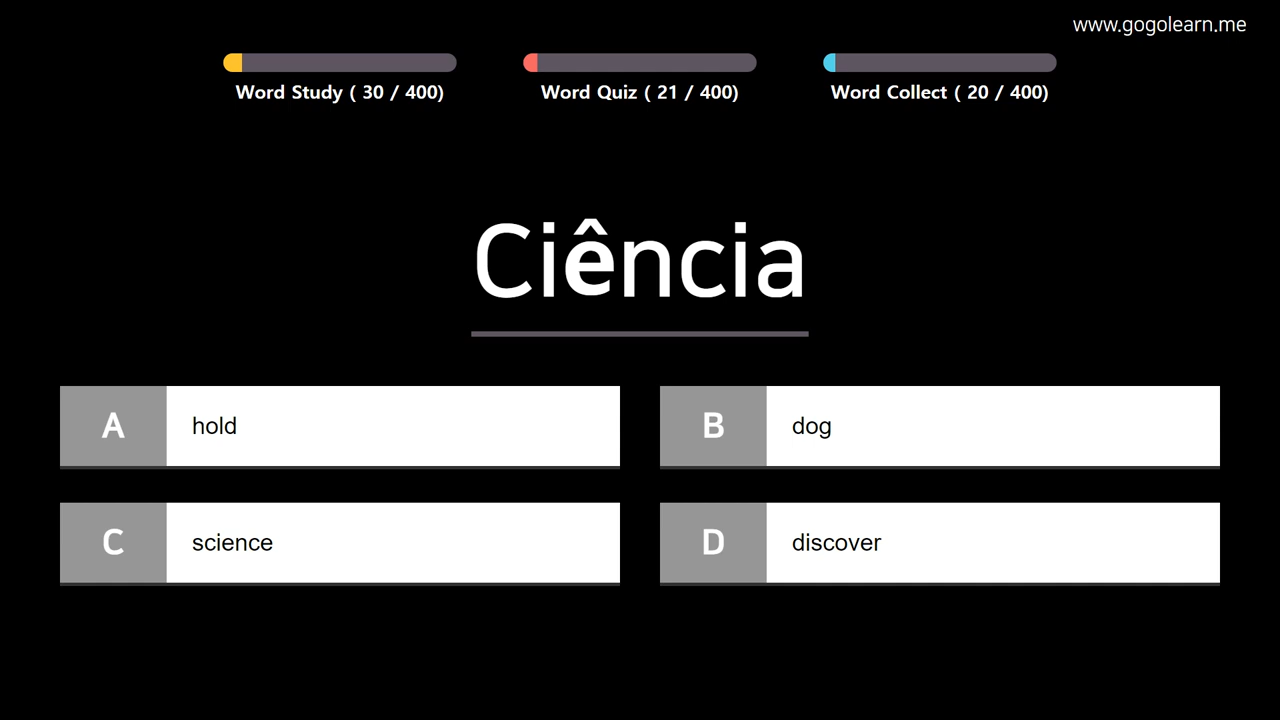 www.gogolearn.me
Word Study ( 30 / 400)
Word Quiz ( 21 / 400)
Word Collect ( 20 / 400)
Ciência
A hold
B dog
C science
D discover